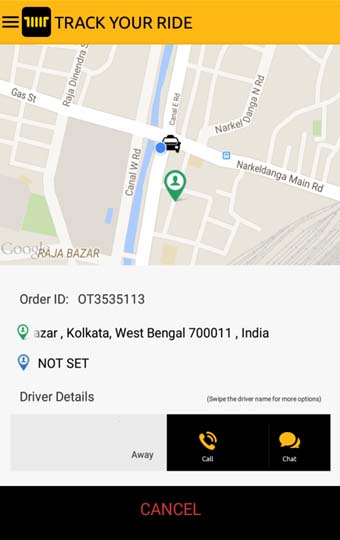 TRACK YOUR RIDE
Raja Dinendra S
Gas St
Canal E Rd
Narkel Danga N Rd
Canal W Rd
Narkeldanga Main Rd
Google
RAJA BAZAR
Order ID: OT3535113
azar , Kolkata, West Bengal 700011 , India
NOT SET
Driver Details
(Swipe the driver name for more options)
Away
Call
Chat
CANCEL